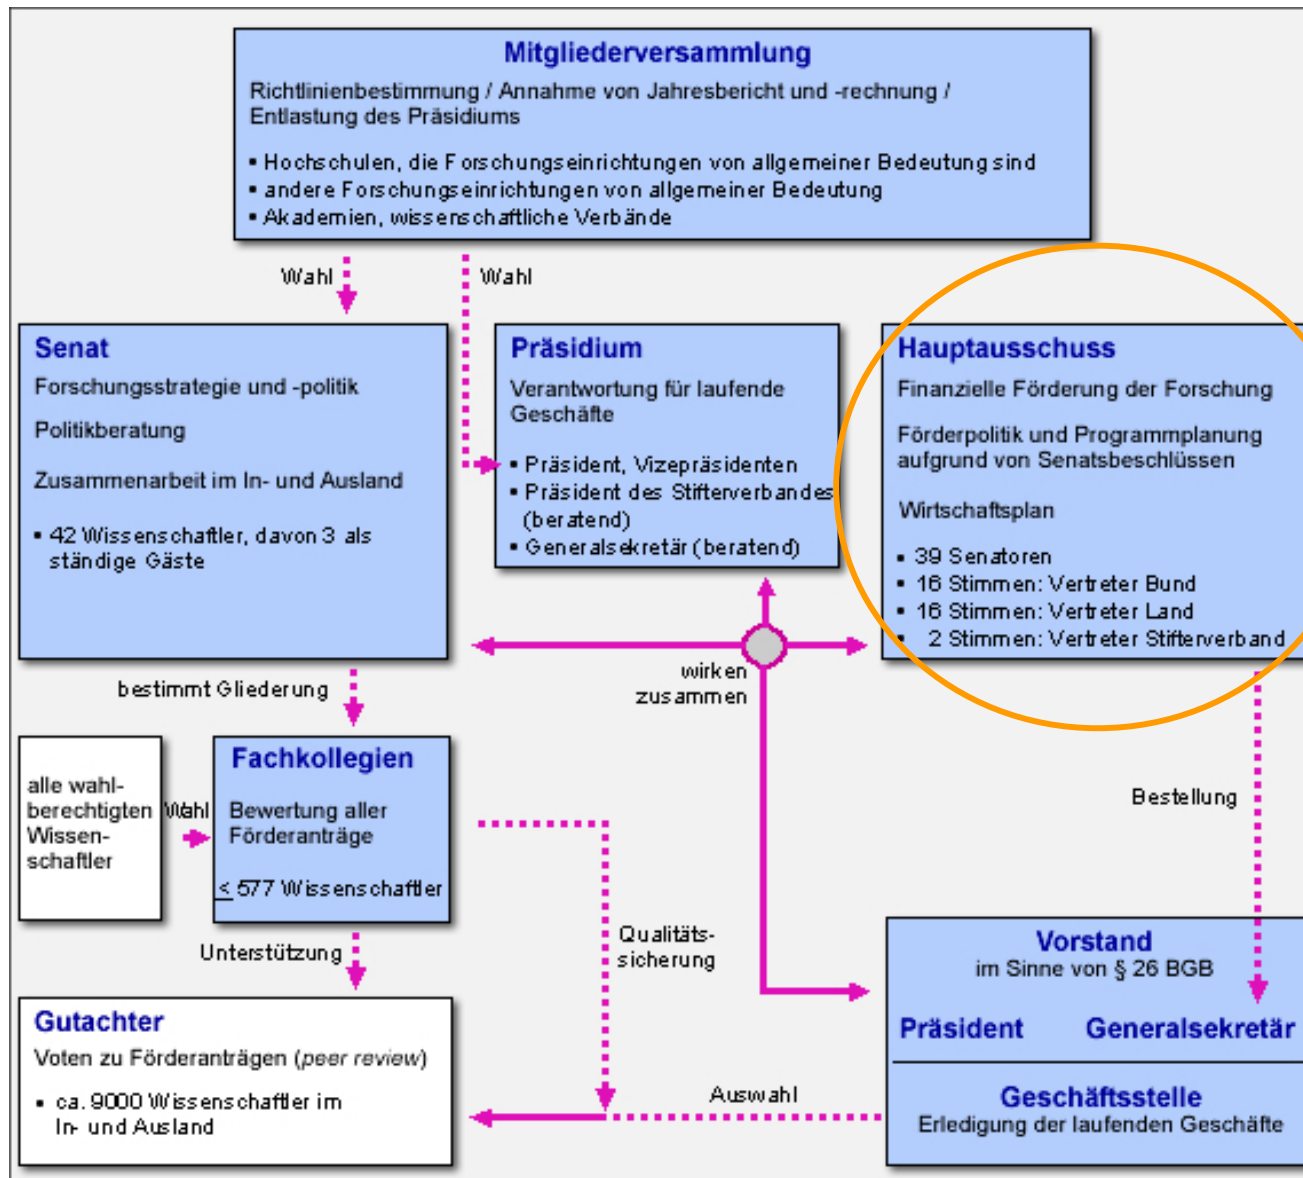 Mitgliederversammlung
Richtlinienbestimmung / Annahme von Jahresbericht und -rechnung /
Entlastung des Präsidiums
▪ Hochschulen, die Forschungseinrichtungen von allgemeiner Bedeutung sind
▪ andere Forschungseinrichtungen von allgemeiner Bedeutung
▪ Akademien, wissenschaftliche Verbände
Wahl
Wahl
Senat
Forschungsstrategie und -politik
Politikberatung
Zusammenarbeit im In- und Ausland
▪ 42 Wissenschaftler, davon 3 als
ständige Gäste
Präsidium
Verantwortung für laufende
Geschäfte
▪ Präsident, Vizepräsidenten
▪ Präsident des Stifterverbandes
(beratend)
▪ Generalsekretär (beratend)
Hauptausschuss
Finanzielle Förderung der Forschung
Förderpolitik und Programmplanung
aufgrund von Senatsbeschlüssen
Wirtschaftsplan
▪ 39 Senatoren
▪ 16 Stimmen: Vertreter Bund
▪ 16 Stimmen: Vertreter Land
▪ 2 Stimmen: Vertreter Stifterverband
wirken
zusammen
bestimmt Gliederung
alle wahl-
berechtigten
Wissen-
schaftler
Wahl
Fachkollegien
Bewertung aller
Förderanträge
≤ 577 Wissenschaftler
Bestellung
Unterstützung
Qualitäts-
sicherung
Gutachter
Voten zu Förderanträgen (peer review)
▪ ca. 9000 Wissenschaftler im
In- und Ausland
Auswahl
Vorstand
im Sinne von § 26 BGB
Präsident Generalsekretär
Geschäftsstelle
Erledigung der laufenden Geschäfte